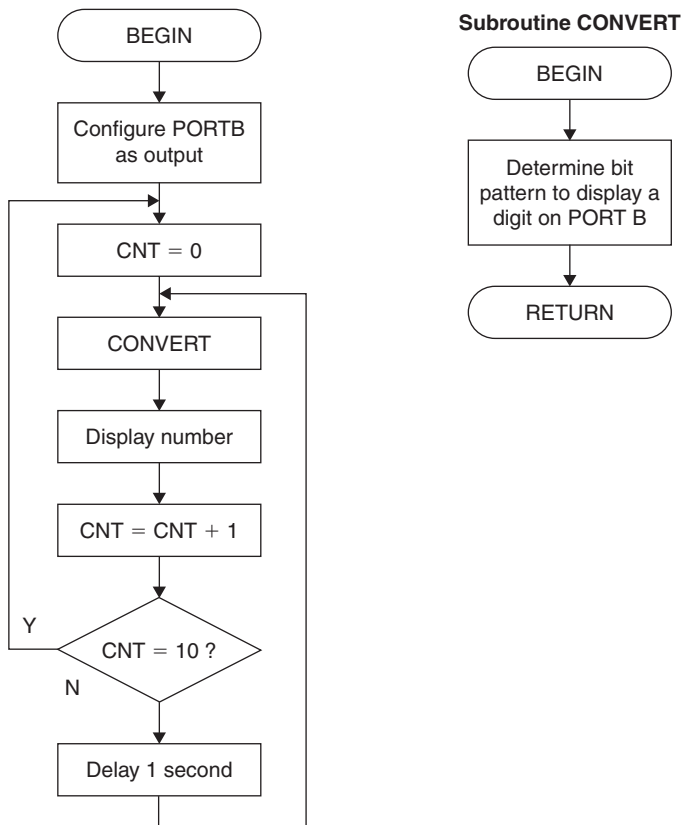 BEGIN
Configure PORTB
as output
CNT = 0
CONVERT
Display number
CNT = CNT + 1
CNT = 10 ?
Y
N
Delay 1 second
Subroutine CONVERT
BEGIN
Determine bit
pattern to display a
digit on PORT B
RETURN